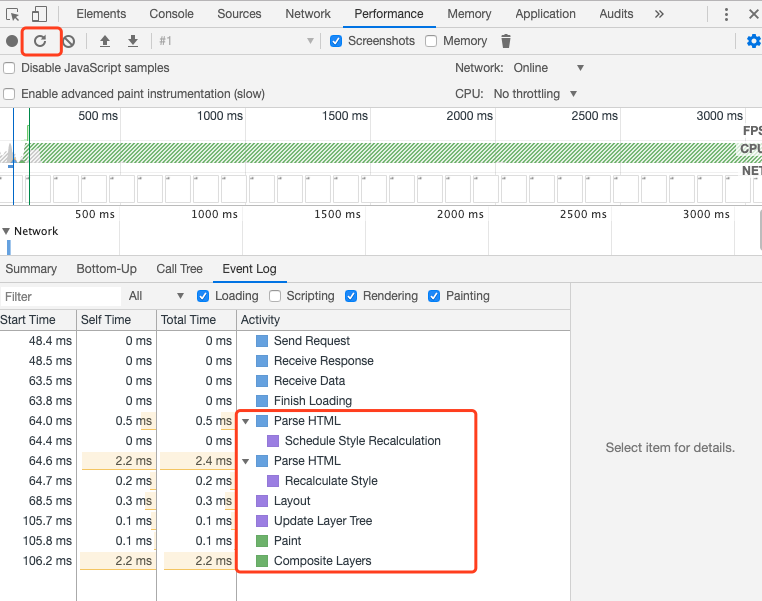 Elements Console Sources Network Performance Memory Application Audits »
#1 Screenshots Memory
Disable JavaScript samples Network: Online
Enable advanced paint instrumentation (slow) CPU: No throttling
500 ms 1000 ms 1500 ms 2000 ms 2500 ms 3000 ms
FPS
CPU
NET
500 ms 1000 ms 1500 ms 2000 ms 2500 ms 3000 ms
Network
Summary Bottom-Up Call Tree Event Log
Filter All Loading Scripting Rendering Painting
Start Time Self Time Total Time Activity
48.4 ms 0 ms 0 ms Send Request
48.5 ms 0 ms 0 ms Receive Response
63.5 ms 0 ms 0 ms Receive Data
63.8 ms 0 ms 0 ms Finish Loading
64.0 ms 0.5 ms 0.5 ms Parse HTML
64.4 ms 0 ms 0 ms Schedule Style Recalculation
64.6 ms 2.2 ms 2.4 ms Parse HTML
64.7 ms 0.2 ms 0.2 ms Recalculate Style
68.5 ms 0.3 ms 0.3 ms Layout
105.7 ms 0.1 ms 0.1 ms Update Layer Tree
105.8 ms 0.1 ms 0.1 ms Paint
106.2 ms 2.2 ms 2.2 ms Composite Layers
Select item for details.